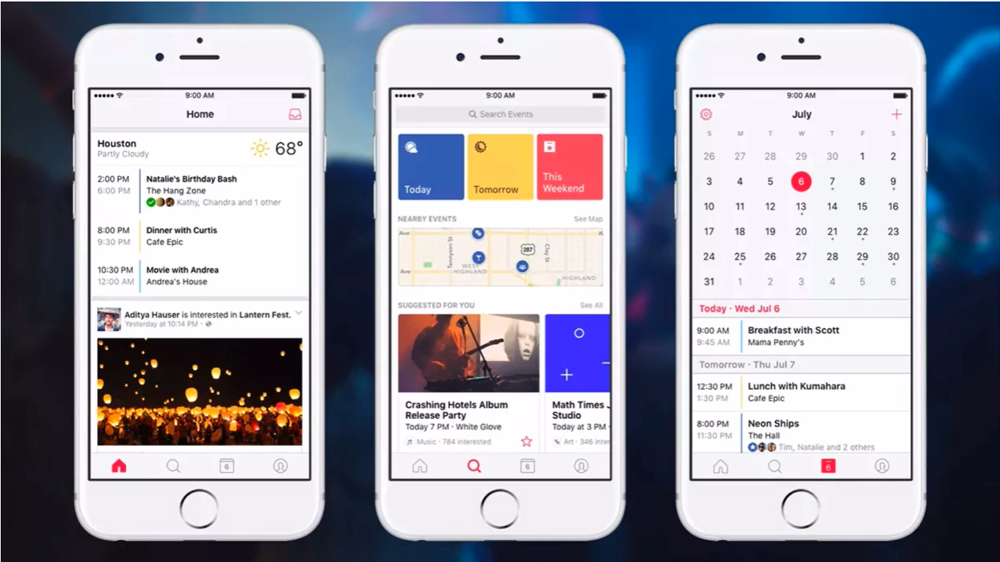 9:00 AM
Home
Houston
Partly Cloudy
68°
2:00 PM
6:00 PM
Natalie's Birthday Bash
The Hang Zone
Kathy, Chandra and 1 other
8:00 PM
9:30 PM
Dinner with Curtis
Cafe Epic
10:30 PM
12:00 AM
Movie with Andrea
Andrea's House
Aditya Hauser is interested in Lantern Fest.
Yesterday at 10:14 PM ·
6
9:00 AM
Search Events
Today
Tomorrow
This
Weekend
NEARBY EVENTS
See Map
Ave
W
Tennyson St
287
Clay St
WEST
HIGHLAND
Ave
HIGHLAND
SUGGESTED FOR YOU
See All
Crashing Hotels Album
Release Party
Today 7 PM · White Glove
Music · 784 interested
Math Times J
Studio
Today at 3 PM ·
Art · 346 inter
6
9:00 AM
July
S M T W T F S
26 27 28 29 30 1 2
3 4 5 6 7 8 9
10 11 12 13 14 15 16
17 18 19 20 21 22 23
24 25 26 27 28 29 30
31 1 2 3 4 5 6
Today · Wed Jul 6
9:00 AM
9:45 AM
Breakfast with Scott
Mama Penny's
Tomorrow · Thu Jul 7
12:30 PM
1:30 PM
Lunch with Kumahara
Cafe Epic
8:00 PM
11:30 PM
Neon Ships
The Hall
Tim, Natalie and 2 others
6